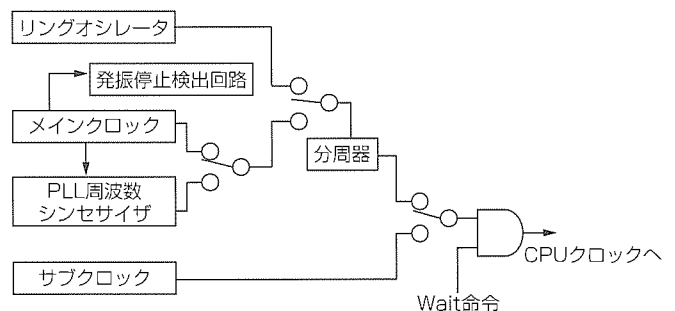 リングオシレータ
発振停止検出回路
メインクロック
分周器
PLL周波数
シンセサイザ
CPUクロックへ
サブクロック
Wait命令